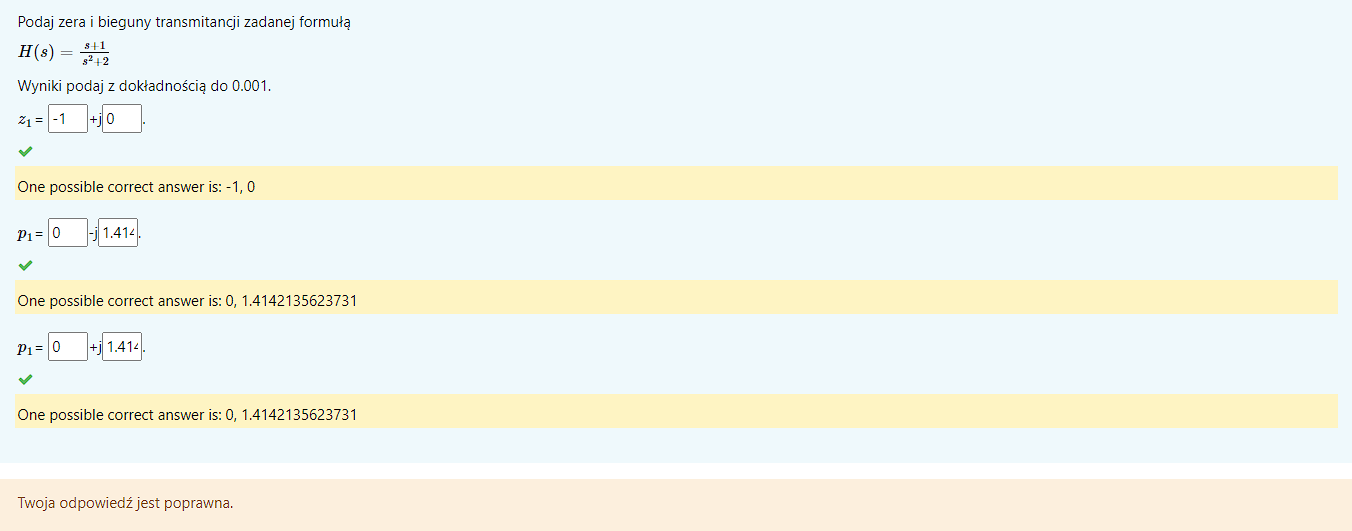 Podaj zera i bieguny transmitancji zadanej formułą
H(s) = s+1 / s²+2
Wyniki podaj z dokładnością do 0.001.
z₁ = -1 +j 0 .
One possible correct answer is: -1, 0
p₁ = 0 -j 1.414 .
One possible correct answer is: 0, 1.4142135623731
p₁ = 0 +j 1.414 .
One possible correct answer is: 0, 1.4142135623731
Twoja odpowiedź jest poprawna.